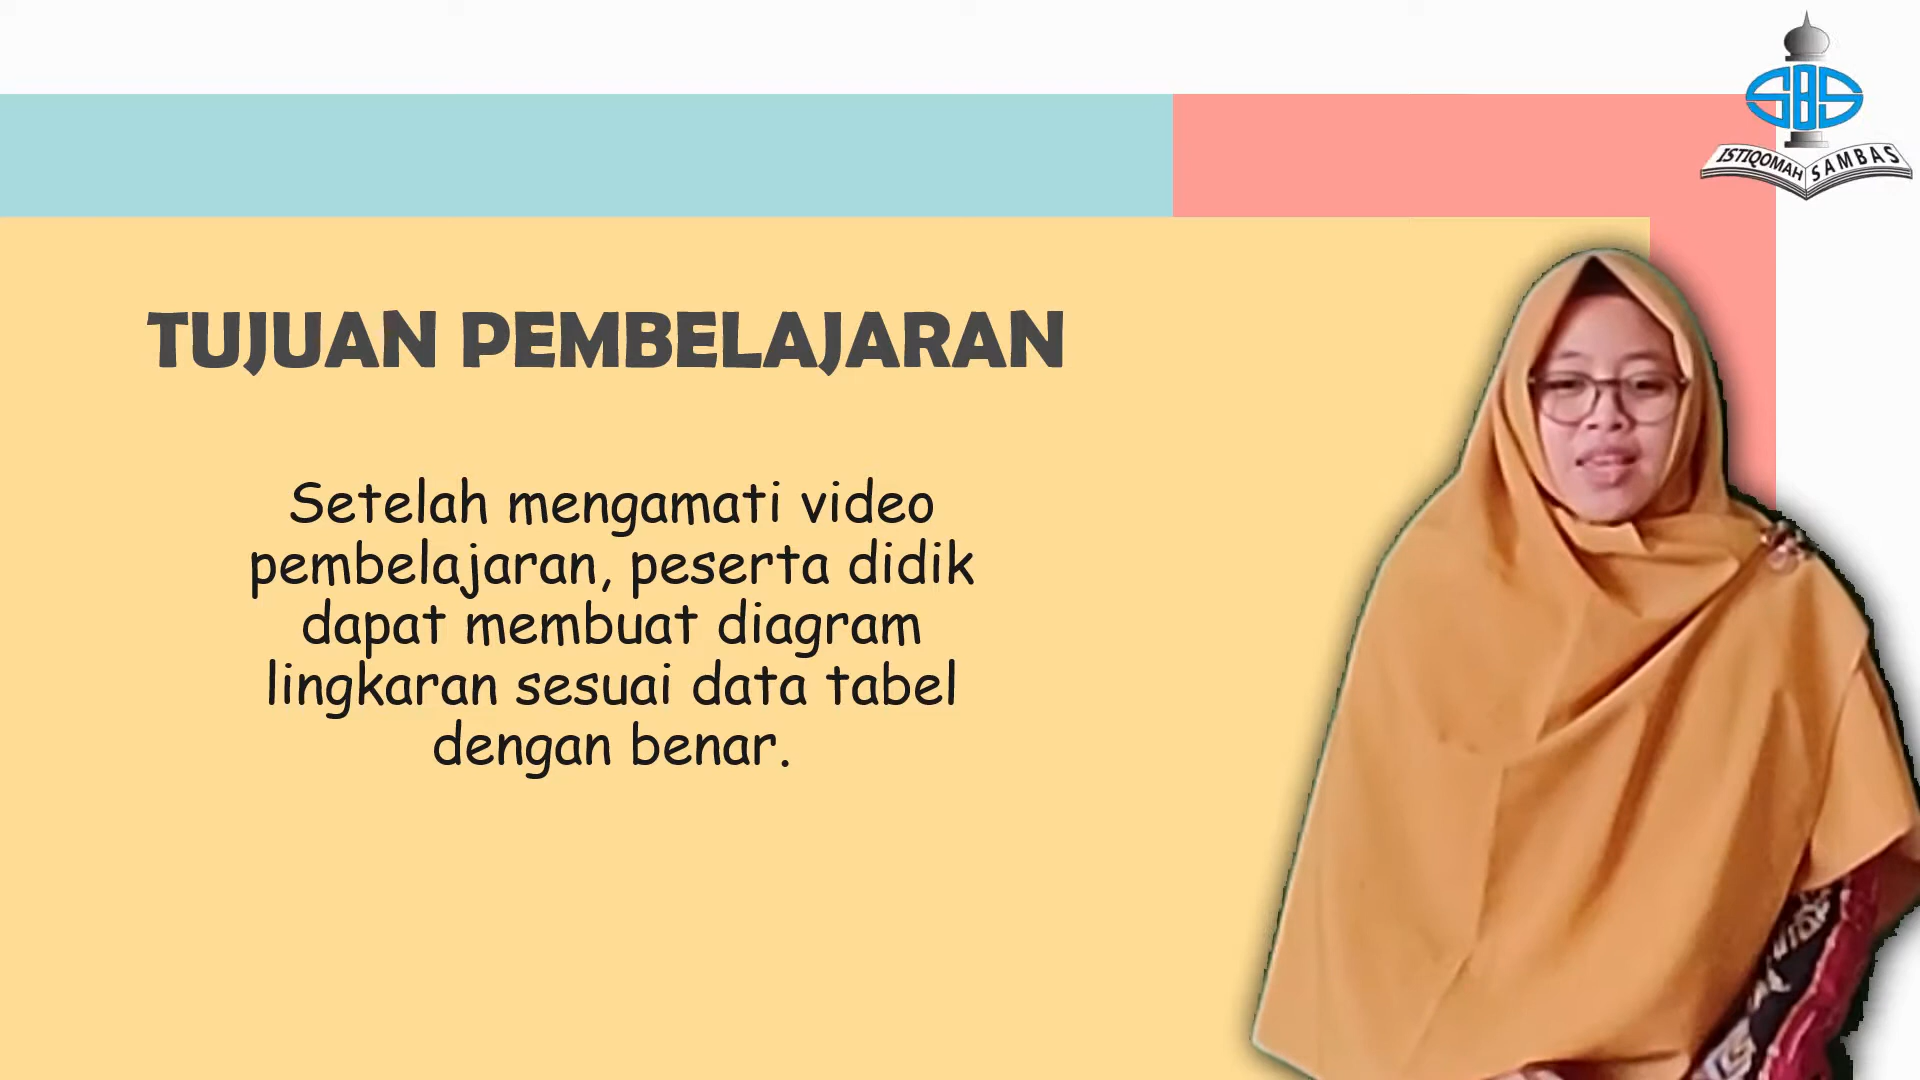 SBS
ISTIQOMAH SAMBAS
TUJUAN PEMBELAJARAN
Setelah mengamati video
pembelajaran, peserta didik
dapat membuat diagram
lingkaran sesuai data tabel
dengan benar.